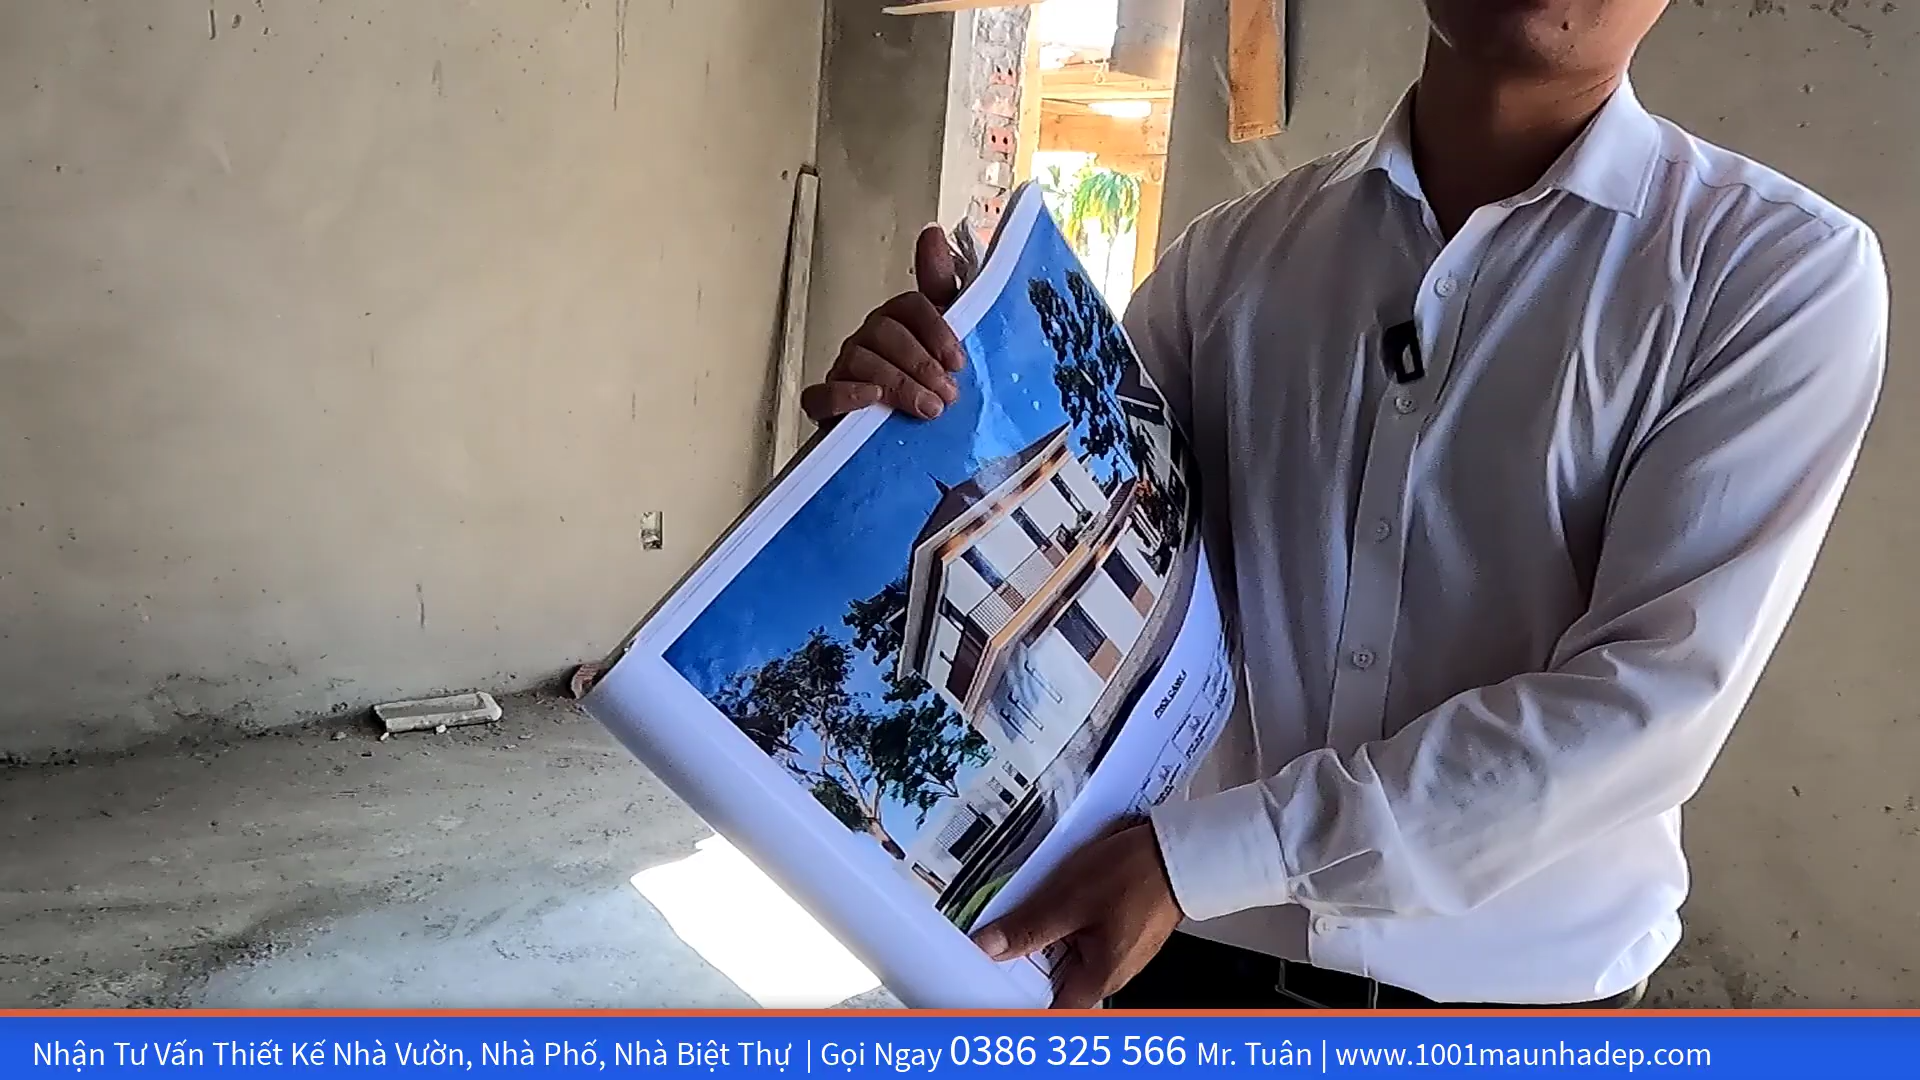 Nhận Tư Vấn Thiết Kế Nhà Vườn, Nhà Phố, Nhà Biệt Thự | Gọi Ngay 0386 325 566 Mr. Tuân | www.1001maunhadep.com